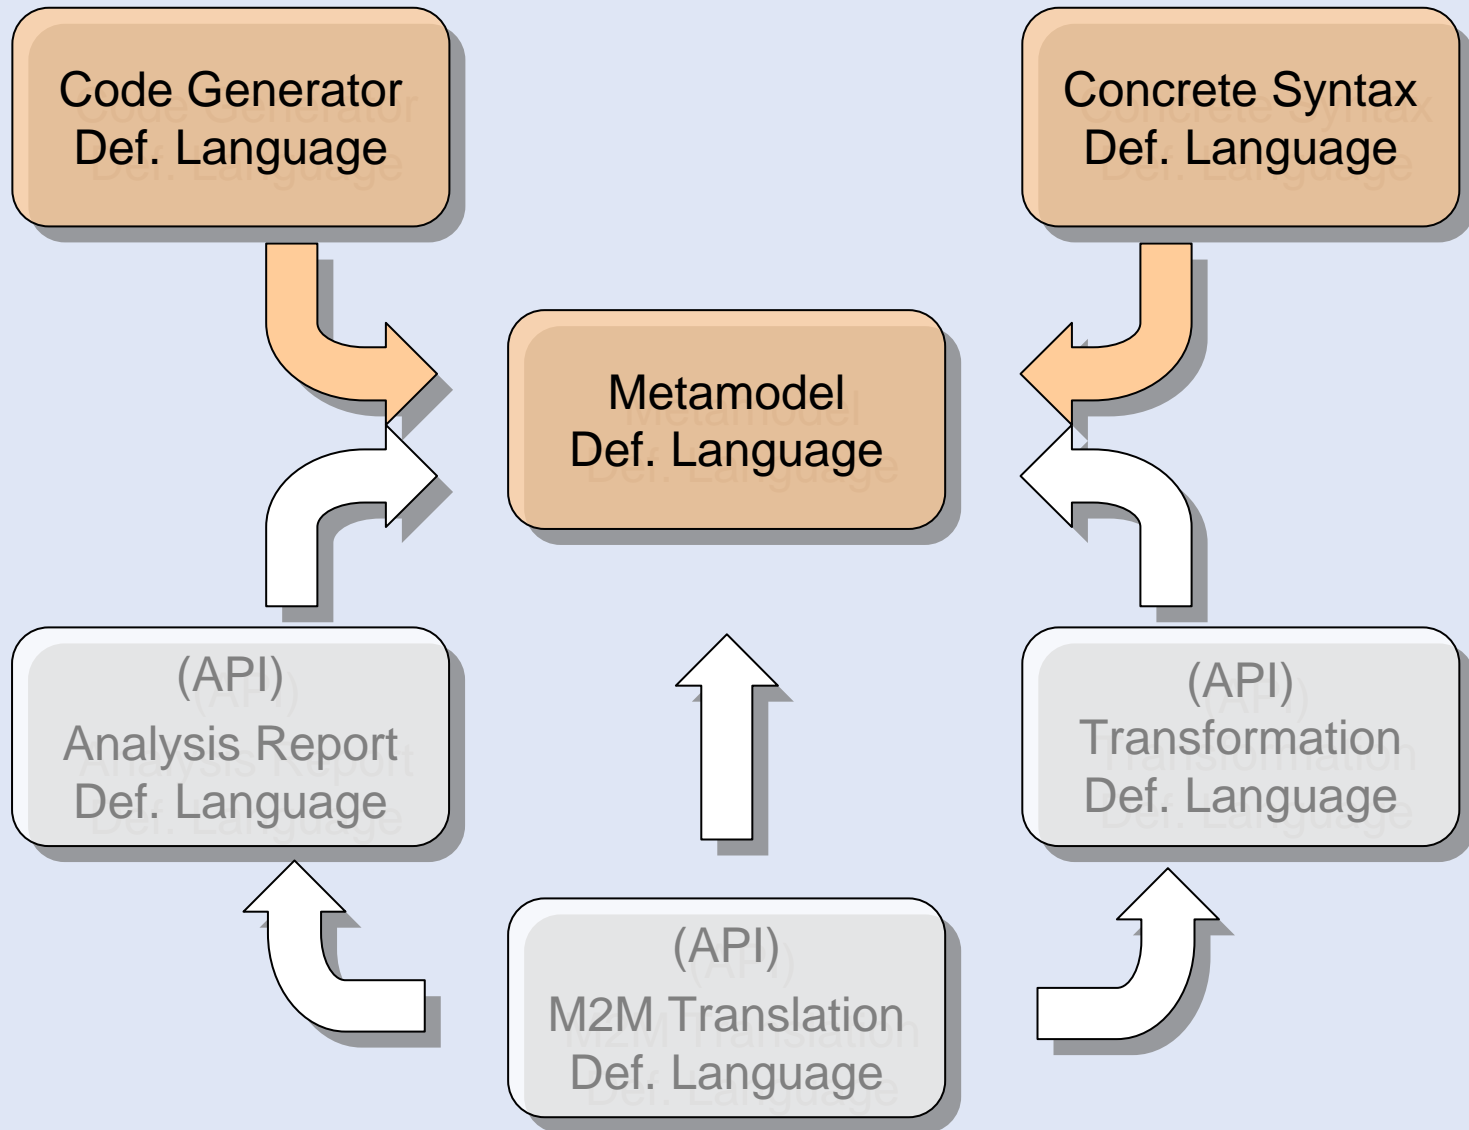 Code Generator
Def. Language
Concrete Syntax
Def. Language
Metamodel
Def. Language
(API)
Analysis Report
Def. Language
(API)
Transformation
Def. Language
(API)
M2M Translation
Def. Language